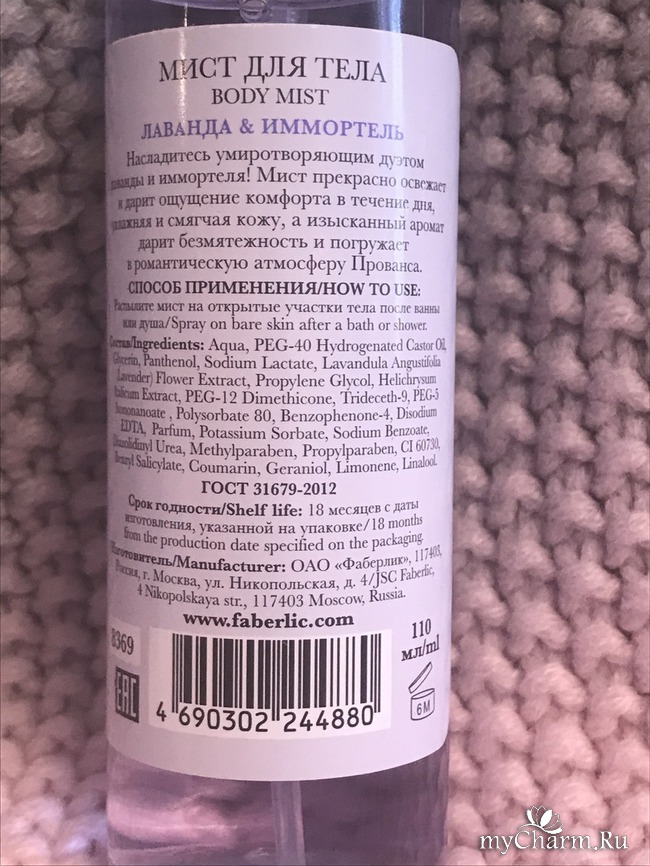 МИСТ ДЛЯ ТЕЛА
BODY MIST
ЛАВАНДА & ИММОРТЕЛЬ
Насладитесь умиротворяющим дуэтом
лаванды и иммортеля! Мист прекрасно освежает
и дарит ощущение комфорта в течение дня,
увлажняя и смягчая кожу, а изысканный аромат
дарит безмятежность и погружает
в романтическую атмосферу Прованса.
СПОСОБ ПРИМЕНЕНИЯ/HOW TO USE:
Распылите мист на открытые участки тела после ванны
или душа/Spray on bare skin after a bath or shower.
Состав/Ingredients: Aqua, PEG-40 Hydrogenated Castor Oil,
Glycerin, Panthenol, Sodium Lactate, Lavandula Angustifolia
(Lavender) Flower Extract, Propylene Glycol, Helichrysum
Italicum Extract, PEG-12 Dimethicone, Trideceth-9, PEG-5
, Polysorbate 80, Benzophenone-4, Disodium
EDTA, Parfum, Potassium Sorbate, Sodium Benzoate,
Diazolidinyl Urea, Methylparaben, Propylparaben, CI 60730,
Benzyl Salicylate, Coumarin, Geraniol, Limonene, Linalool.
ГОСТ 31679-2012
Срок годности/Shelf life: 18 месяцев с даты
изготовления, указанной на упаковке/18 months
from the production date specified on the packaging.
Изготовитель/Manufacturer: ОАО «Фаберлик», 117403,
Россия, г. Москва, ул. Никопольская, д. 4/JSC Faberlic,
4 Nikopolskaya str., 117403 Moscow, Russia.
www.faberlic.com
8369
110
мл/ml
EAC
6M
4 690302 244880
myCharm.Ru